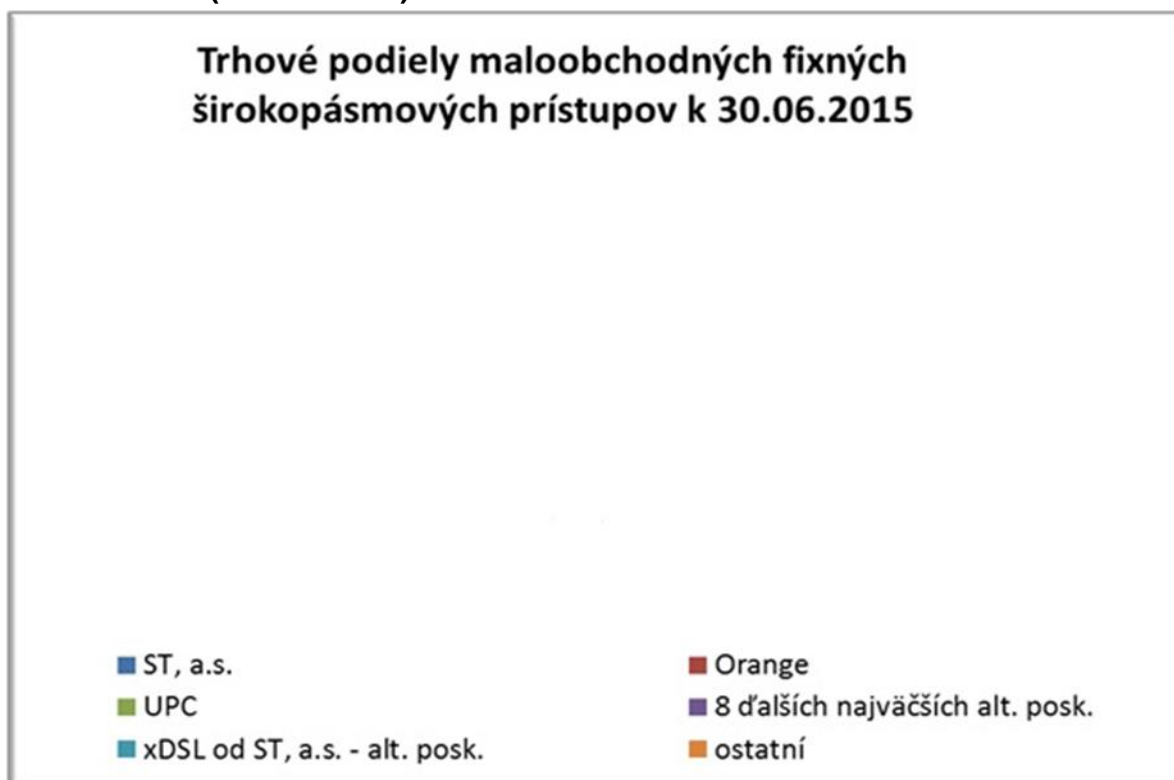 Trhové podiely maloobchodných fixných
širokopásmových prístupov k 30.06.2015
ST, a.s.
Orange
UPC
8 ďalších najväčších alt. posk.
xDSL od ST, a.s. - alt. posk.
ostatní